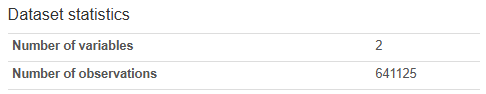 Dataset statistics
Number of variables 2
Number of observations 641125